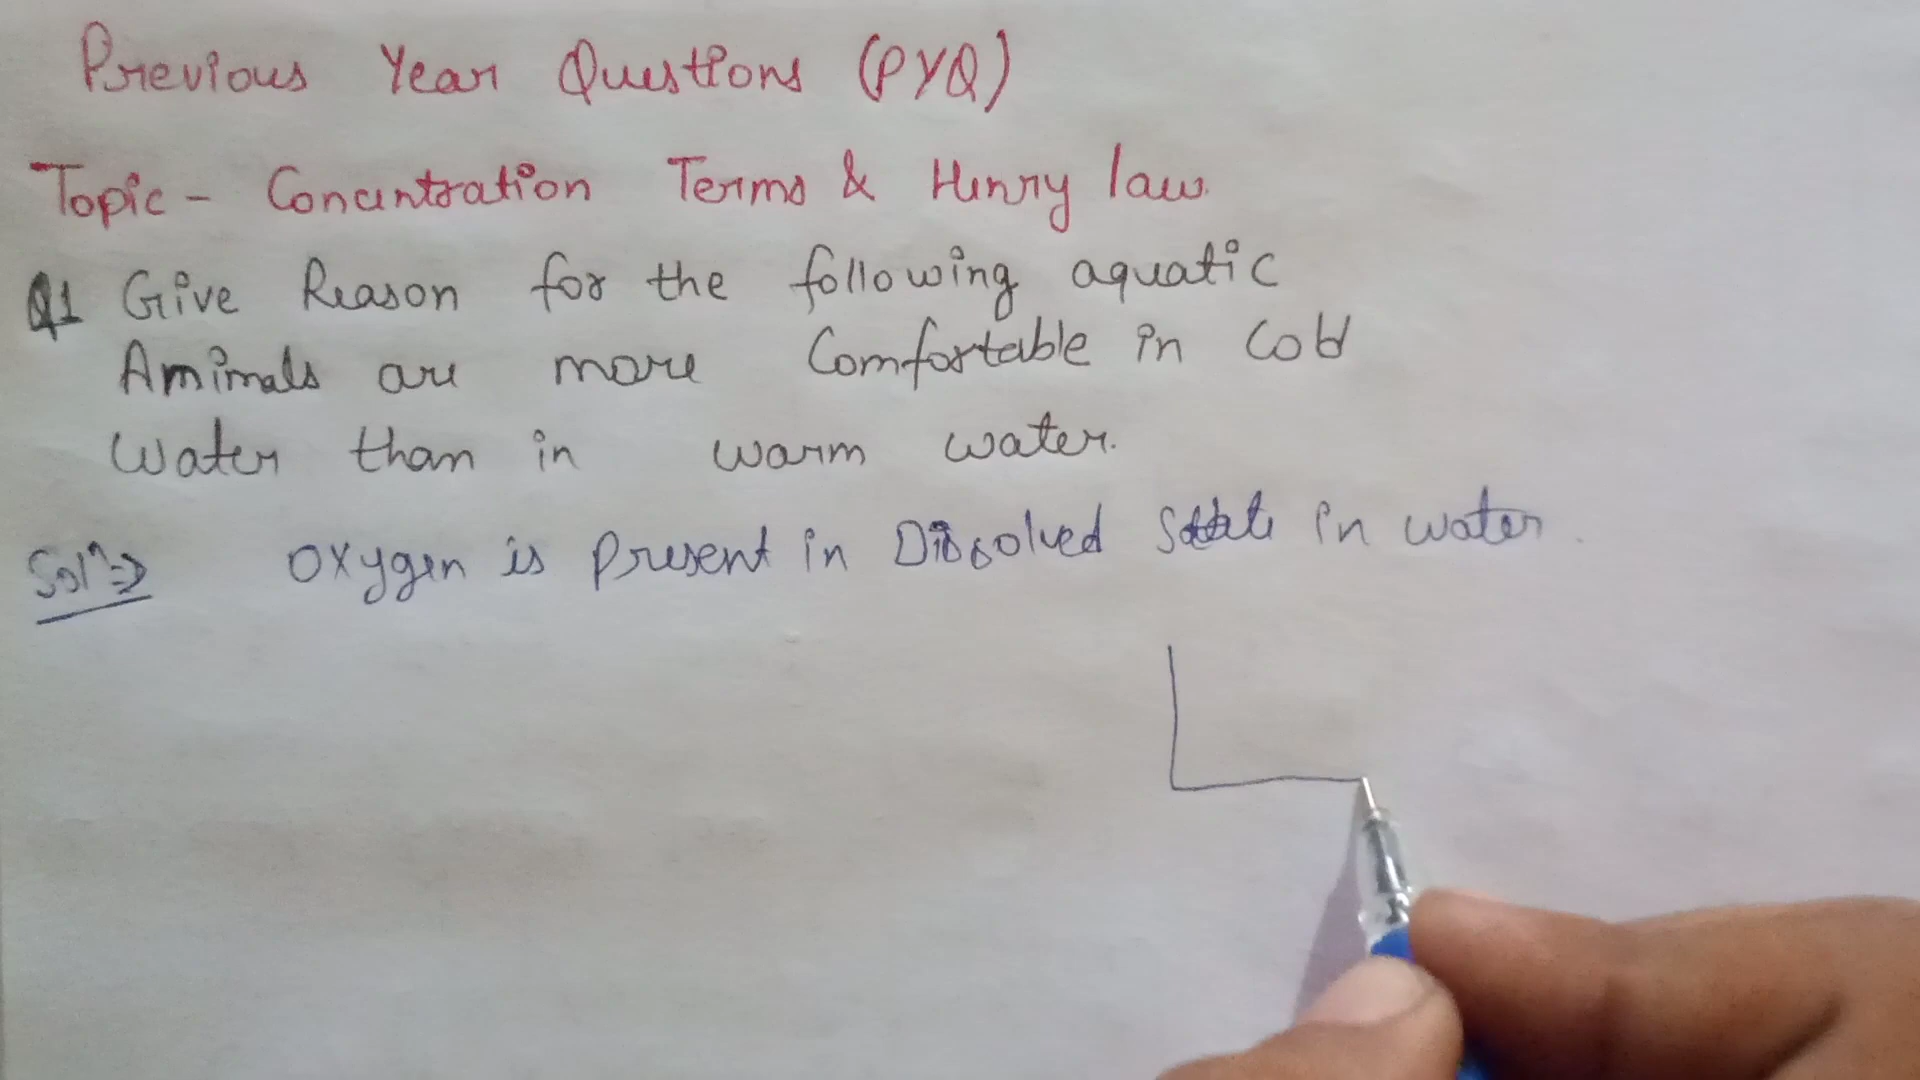 Previous Year Questions (PYQ)
Topic - Concentration Terms & Henry law.
Q1 Give Reason for the following aquatic
Animals are more Comfortable in Cold
Water than in warm water.
Solⁿ⇒ Oxygen is Present in Dissolved State in water.